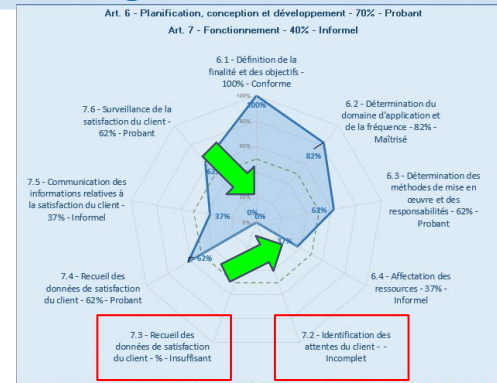 Art. 6 - Planification, conception et développement - 70% - Probant
Art. 7 - Fonctionnement - 40% - Informel
6.1 - Définition de la
finalité et des objectifs -
100% - Conforme
100%
100%
80%
60%
0%
6.2 - Détermination du
domaine d'application et
de la fréquence - 82% -
Maîtrisé
82%
6.3 - Détermination des
méthodes de mise en
œuvre et des
responsabilités - 62% -
Probant
62%
6.4 - Affectation des
ressources - 37% -
Informel
37%
7.2 - Identification des
attentes du client - -
Incomplet
0%
7.3 - Recueil des
données de satisfaction
du client - % - Insuffisant
0%
7.4 - Recueil des
données de satisfaction
du client - 62% - Probant
62%
7.5 - Communication des
informations relatives à
la satisfaction du client -
37% - Informel
37%
7.6 - Surveillance de la
satisfaction du client -
62% - Probant
62%